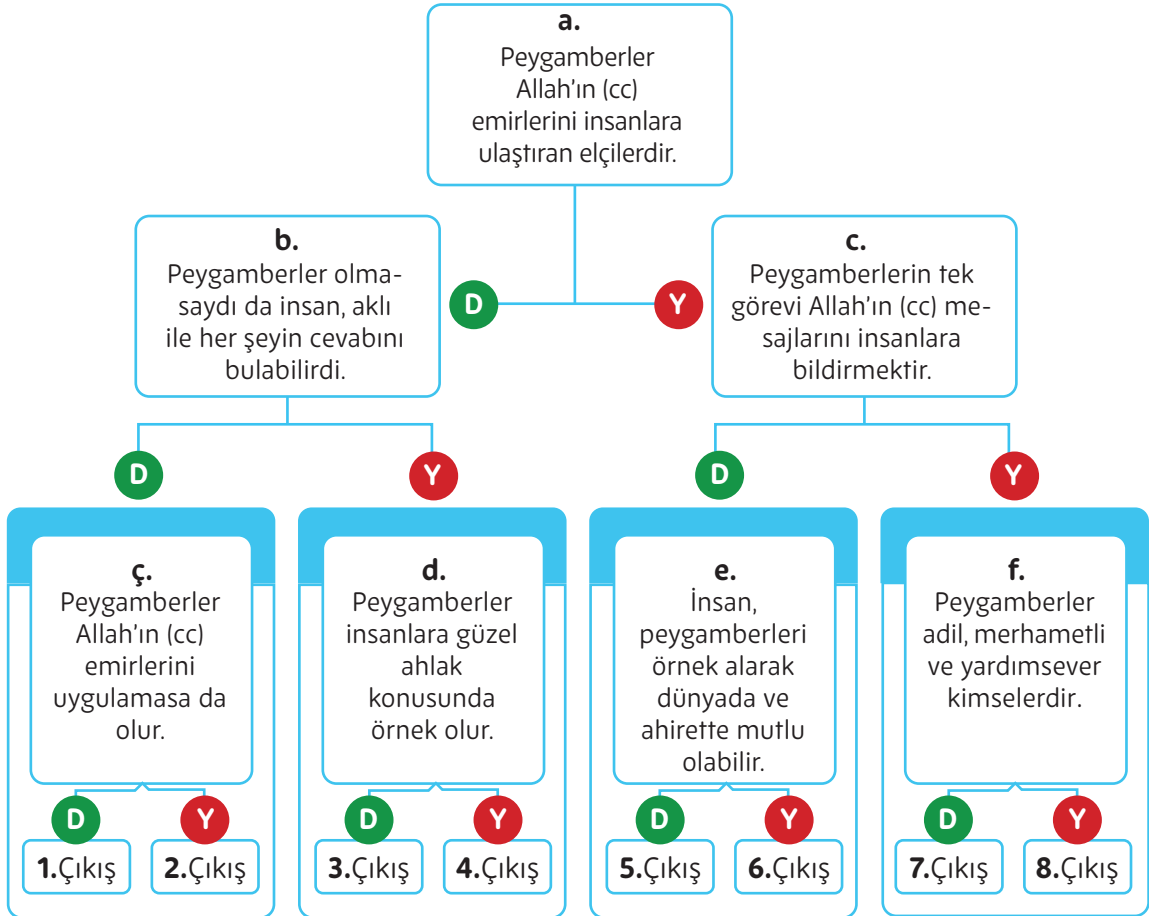 a.
Peygamberler
Allah'ın (cc)
emirlerini insanlara
ulaştıran elçilerdir.
b.
Peygamberler olma-
saydı da insan, aklı
ile her şeyin cevabını
bulabilirdi.
D
Y
c.
Peygamberlerin tek
görevi Allah'ın (cc) me-
sajlarını insanlara
bildirmektir.
D
Y
D
Y
ç.
Peygamberler
Allah'ın (cc)
emirlerini
uygulamasa da
olur.
d.
Peygamberler
insanlara güzel
ahlak
konusunda
örnek olur.
e.
İnsan,
peygamberleri
örnek alarak
dünyada ve
ahirette mutlu
olabilir.
f.
Peygamberler
adil, merhametli
ve yardımsever
kimselerdir.
D
Y
D
Y
D
Y
D
Y
1.Çıkış
2.Çıkış
3.Çıkış
4.Çıkış
5.Çıkış
6.Çıkış
7.Çıkış
8.Çıkış